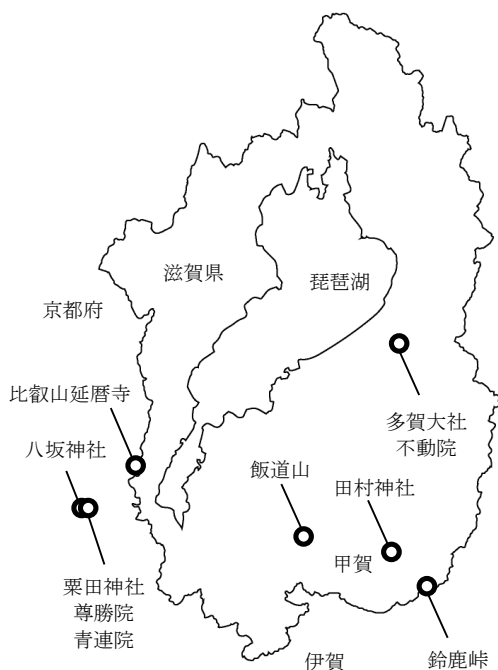 滋賀県
琵琶湖
京都府
比叡山延暦寺
八坂神社
多賀大社
不動院
飯道山
田村神社
甲賀
粟田神社
尊勝院
青連院
伊賀
鈴鹿峠